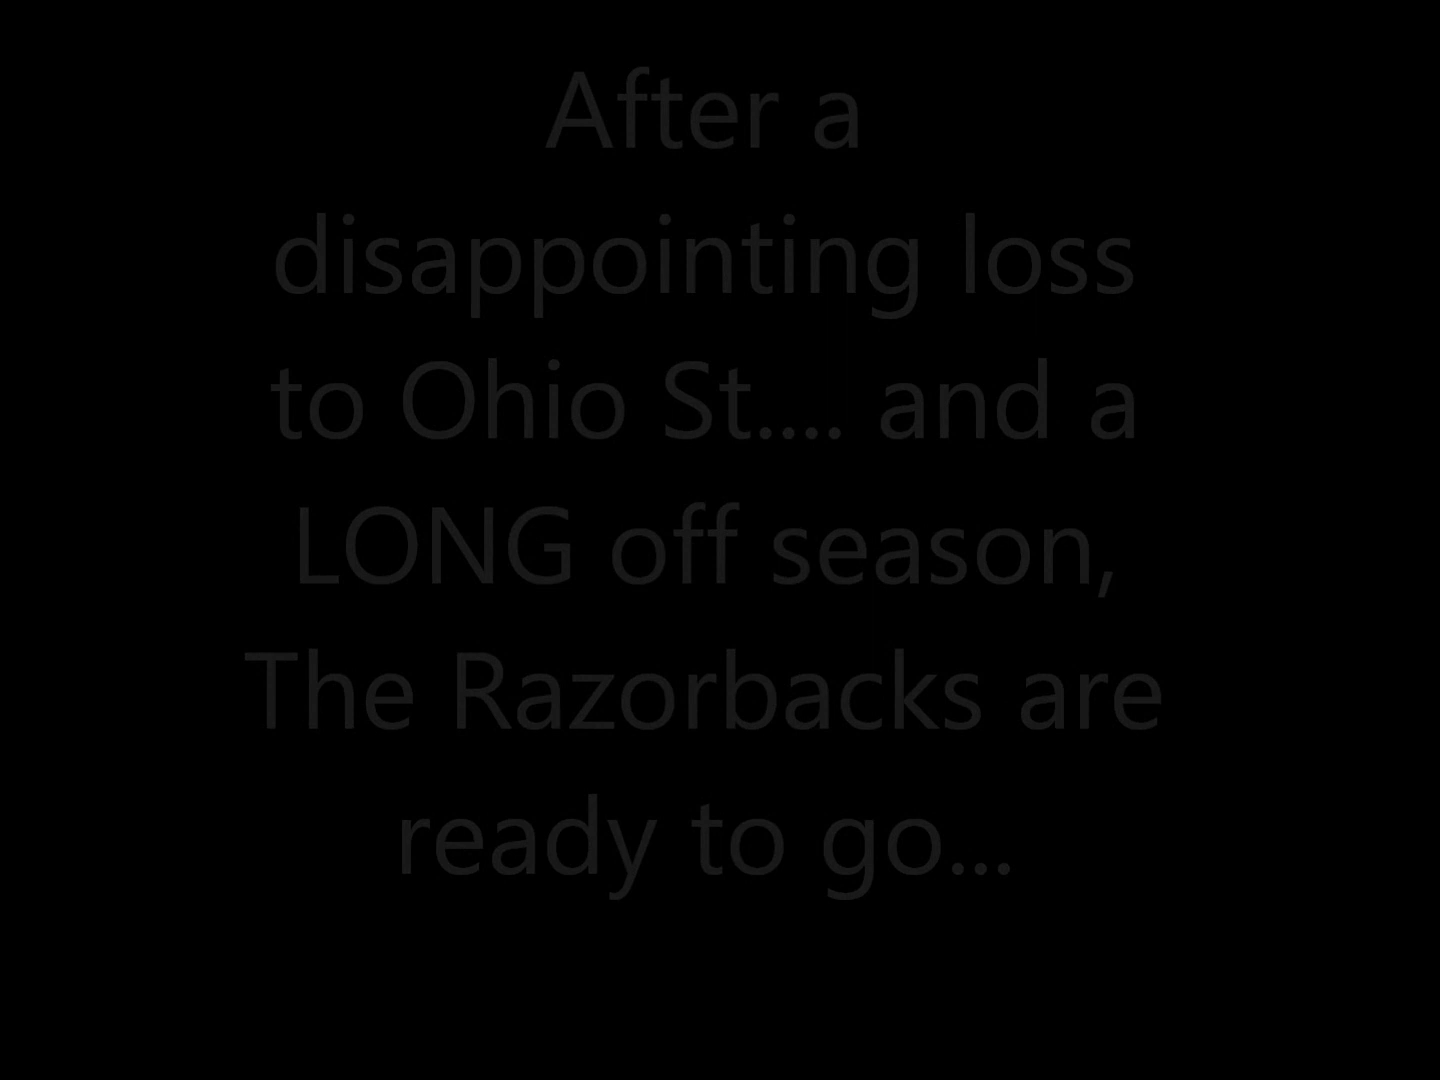 After a
disappointing loss
to Ohio St.... and a
LONG off season,
The Razorbacks are
ready to go...